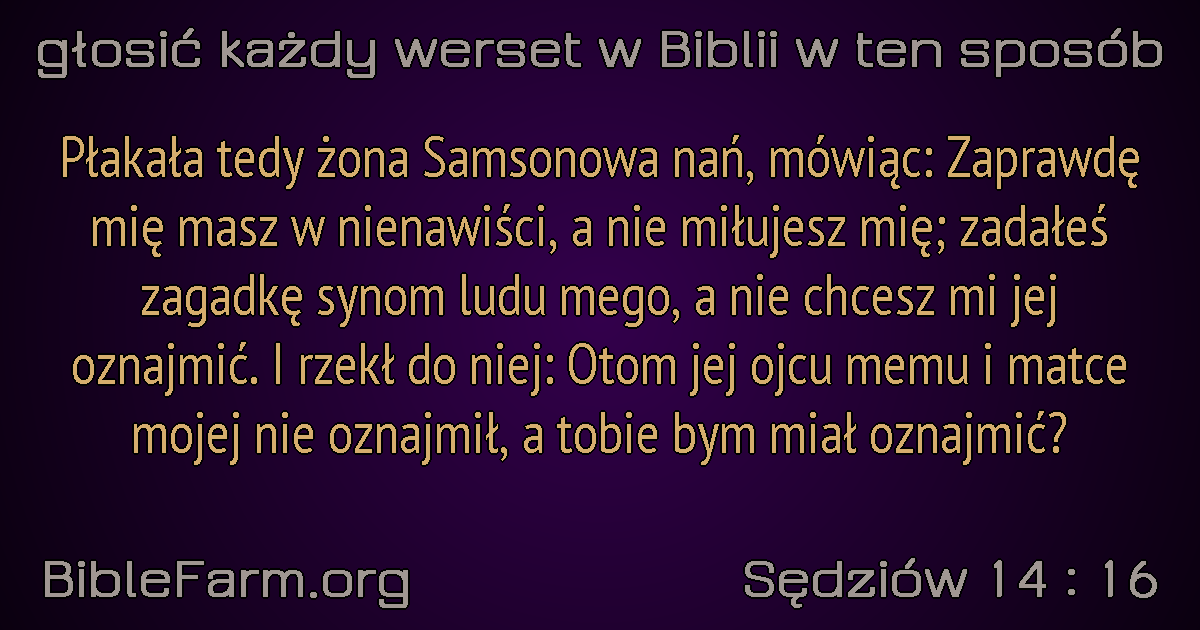 głosić każdy werset w Biblii w ten sposób
Płakała tedy żona Samsonowa nań, mówiąc: Zaprawdę
mię masz w nienawiści, a nie miłujesz mię; zadałeś
zagadkę synom ludu mego, a nie chcesz mi jej
oznajmić. I rzekł do niej: Otom jej ojcu memu i matce
mojej nie oznajmił, a tobie bym miał oznajmić?
BibleFarm.org
Sędziów 14 : 16